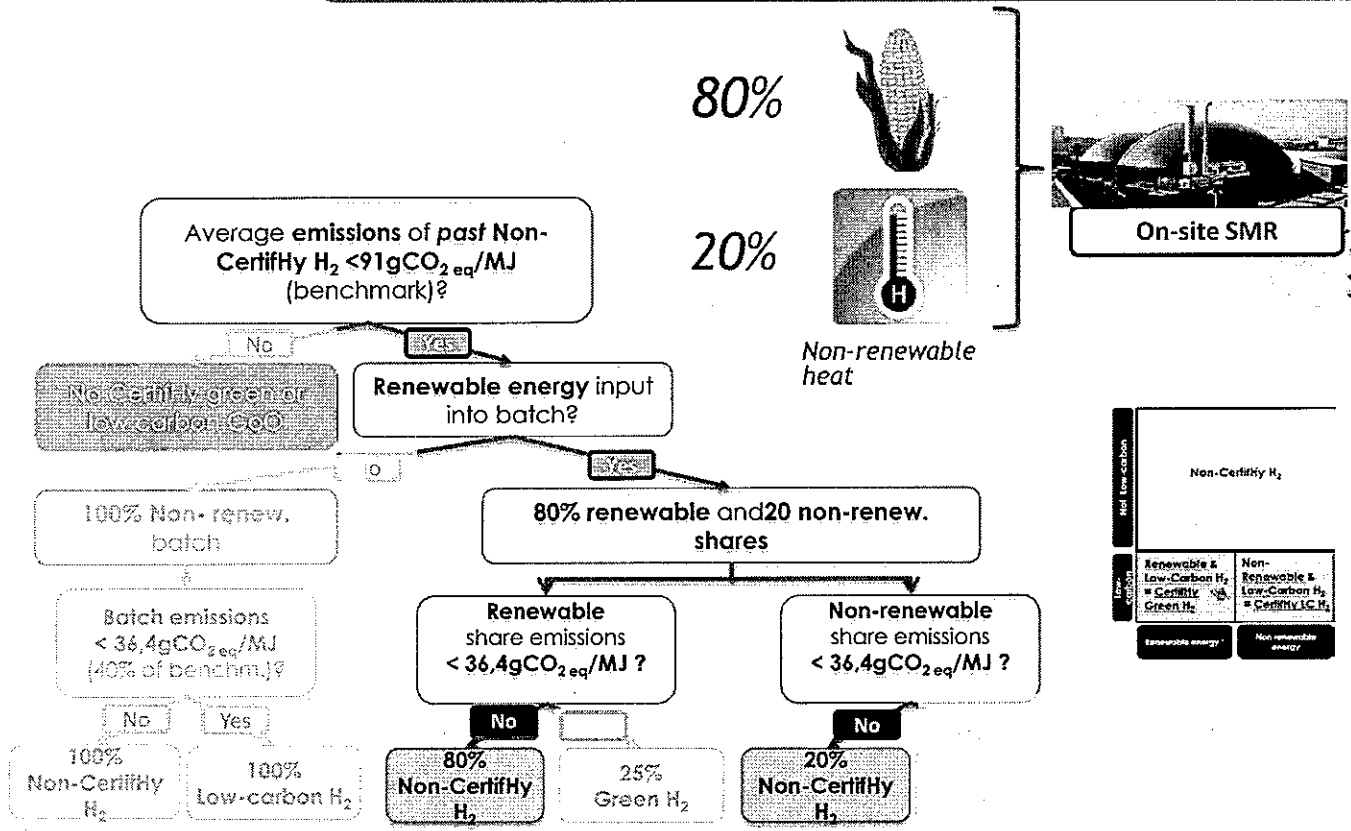 80%
20%
Non-renewable
heat
On-site SMR
Average emissions of past Non-
CertifHy H₂ <91gCO₂ eq/MJ
(benchmark)?
No
Yes
No CertifHy green or
low-carbon GoO
Renewable energy input
into batch?
o
Yes
100% Non- renew.
batch
80% renewable and20 non-renew.
shares
Batch emissions
< 36,4gCO₂ eq/MJ
(40% of benchm.)?
Renewable
share emissions
< 36,4gCO₂ eq/MJ ?
Non-renewable
share emissions
< 36,4gCO₂ eq/MJ ?
No
Yes
No
No
100%
Non-CertifHy
H₂
100%
Low-carbon H₂
80%
Non-CertifHy
H₂
25%
Green H₂
20%
Non-CertifHy
H₂
H
Not Low-carbon
Non-CertifHy H₂
Low-
carbon
Renewable &
Low-Carbon H₂
= CertifHy
Green H₂
Non-
Renewable &
Low-Carbon H₂
= CertifHy LC H₂
Renewable energy
Non renewable
energy